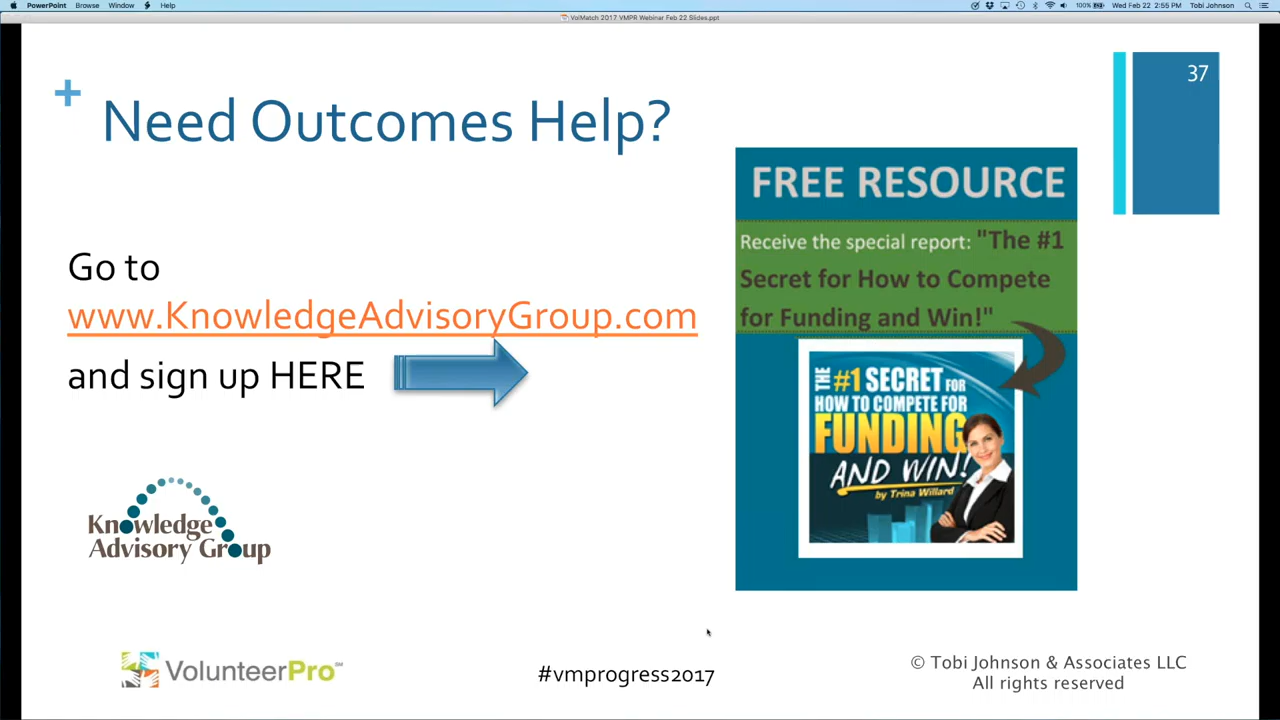 PowerPoint Browse Window Help
100% Wed Feb 22 2:55 PM Tobi Johnson
VolMatch 2017 VMPR Webinar Feb 22 Slides.ppt
37
+ Need Outcomes Help?
Go to
www.KnowledgeAdvisoryGroup.com
and sign up HERE
FREE RESOURCE
Receive the special report: "The #1
Secret for How to Compete
for Funding and Win!"
THE #1 SECRET FOR
HOW TO COMPETE FOR
FUNDING
AND WIN!
by Trina Willard
Knowledge
Advisory Group
VolunteerPro℠
#vmprogress2017
© Tobi Johnson & Associates LLC
All rights reserved